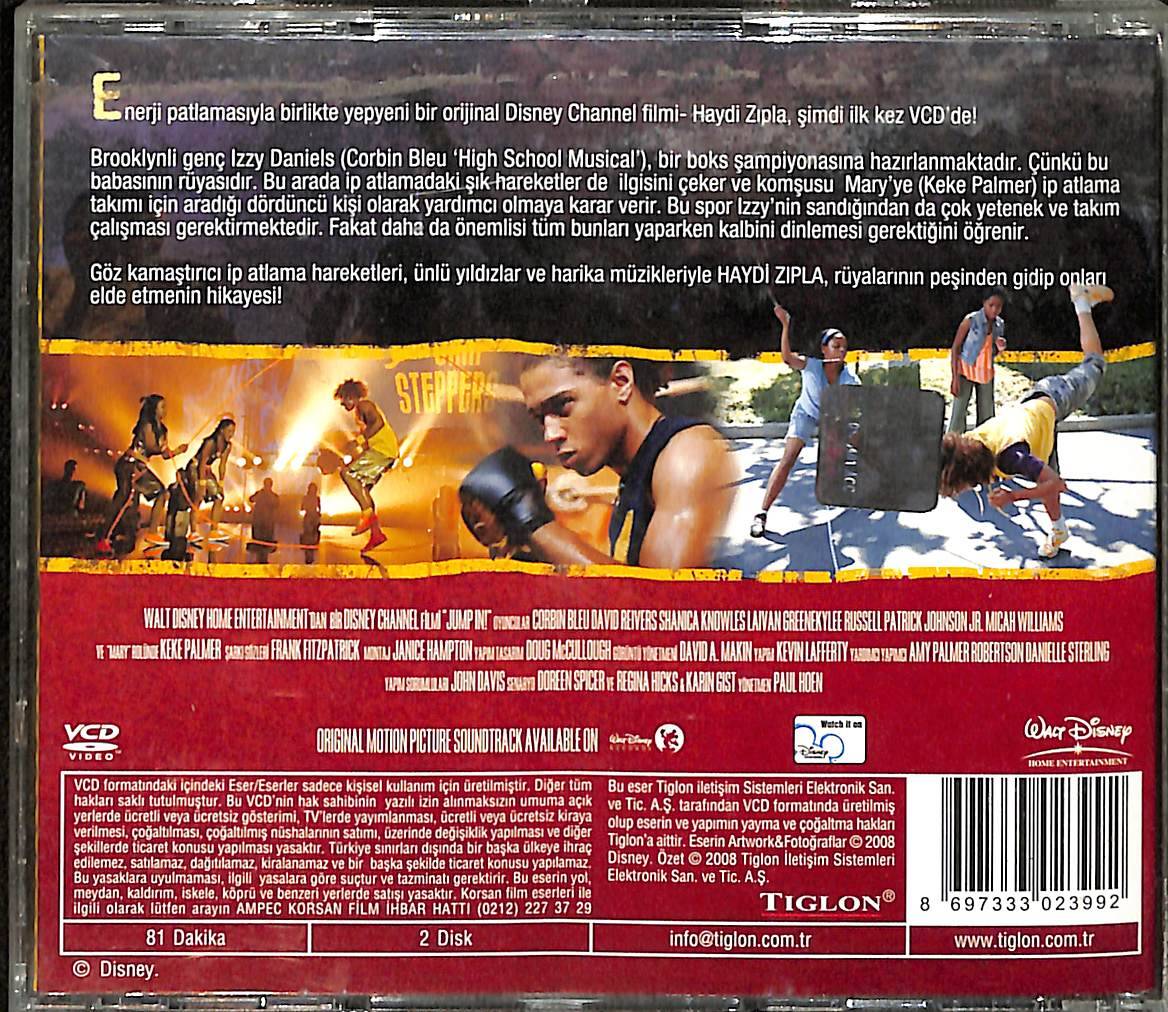 Enerji patlamasıyla birlikte yepyeni bir orijinal Disney Channel filmi- Haydi Zıpla, şimdi ilk kez VCD'de!
Brooklynli genç Izzy Daniels (Corbin Bleu 'High School Musical'), bir boks şampiyonasına hazırlanmaktadır. Çünkü bu
babasının rüyasıdır. Bu arada ip atlamadaki şık hareketler de ilgisini çeker ve komşusu Mary'ye (Keke Palmer) ip atlama
takımı için aradığı dördüncü kişi olarak yardımcı olmaya karar verir. Bu spor Izzy'nin sandığından da çok yetenek ve takım
çalışması gerektirmektedir. Fakat daha da önemlisi tüm bunları yaparken kalbini dinlemesi gerektiğini öğrenir.
Göz kamaştırıcı ip atlama hareketleri, ünlü yıldızlar ve harika müzikleriyle HAYDİ ZIPLA, rüyalarının peşinden gidip onları
elde etmenin hikayesi!
STEPPERS
WALT DISNEY HOME ENTERTAINMENT'DAN BİR DISNEY CHANNEL FİLMİ "JUMP IN!" OYUNCULAR CORBIN BLEU DAVID REIVERS SHANICA KNOWLES LAIVAN GREENE KYLEE RUSSELL PATRICK JOHNSON JR. MICAH WILLIAMS
VE "MARY" ROLÜNDE KEKE PALMER ŞARKI SÖZLERİ FRANK FITZPATRICK MONTAJ JANICE HAMPTON YAPIM TASARIM DOUG McCULLOUGH GÖRÜNTÜ YÖNETMENİ DAVID A. MAKIN YAPIM KEVIN LAFFERTY YARDIMCI YAPIMCI AMY PALMER ROBERTSON DANIELLE STERLING
YAPIM SORUMLULARI JOHN DAVIS SENARYO DOREEN SPICER VE REGINA HICKS & KARIN GIST YÖNETMEN PAUL HOEN
VCD
VIDEO™
ORIGINAL MOTION PICTURE SOUNDTRACK AVAILABLE ON
Walt Disney
RECORDS
Watch it on
Disney
Walt Disney
HOME ENTERTAINMENT
VCD formatındaki içindeki Eser/Eserler sadece kişisel kullanım için üretilmiştir. Diğer tüm
hakları saklı tutulmuştur. Bu VCD'nin hak sahibinin yazılı izin alınmaksızın umuma açık
yerlerde ücretli veya ücretsiz gösterimi, TV'lerde yayımlanması, ücretli veya ücretsiz kiraya
verilmesi, çoğaltılması, çoğaltılmış nüshalarının satımı, üzerinde değişiklik yapılması ve diğer
şekillerde ticaret konusu yapılması yasaktır. Türkiye sınırları dışında bir başka ülkeye ihraç
edilemez, satılamaz, dağıtılamaz, kiralanamaz ve bir başka şekilde ticaret konusu yapılamaz.
Bu yasaklara uyulmaması, ilgili yasalara göre suçtur ve tazminatı gerektirir. Bu eserin yol,
meydan, kaldırım, iskele, köprü ve benzeri yerlerde satışı yasaktır. Korsan film eserleri ile
ilgili olarak lütfen arayın AMPEC KORSAN FİLM İHBAR HATTI (0212) 227 37 29
Bu eser Tiglon iletişim Sistemleri Elektronik San.
ve Tic. A.Ş. tarafından VCD formatında üretilmiş
olup eserin ve yapımın yayma ve çoğaltma hakları
Tiglon'a aittir. Eserin Artwork&Fotoğraflar © 2008
Disney. Özet © 2008 Tiglon İletişim Sistemleri
Elektronik San. ve Tic. A.Ş.
TIGLON®
8 697333 023992
81 Dakika
2 Disk
info@tiglon.com.tr
www.tiglon.com.tr
© Disney.